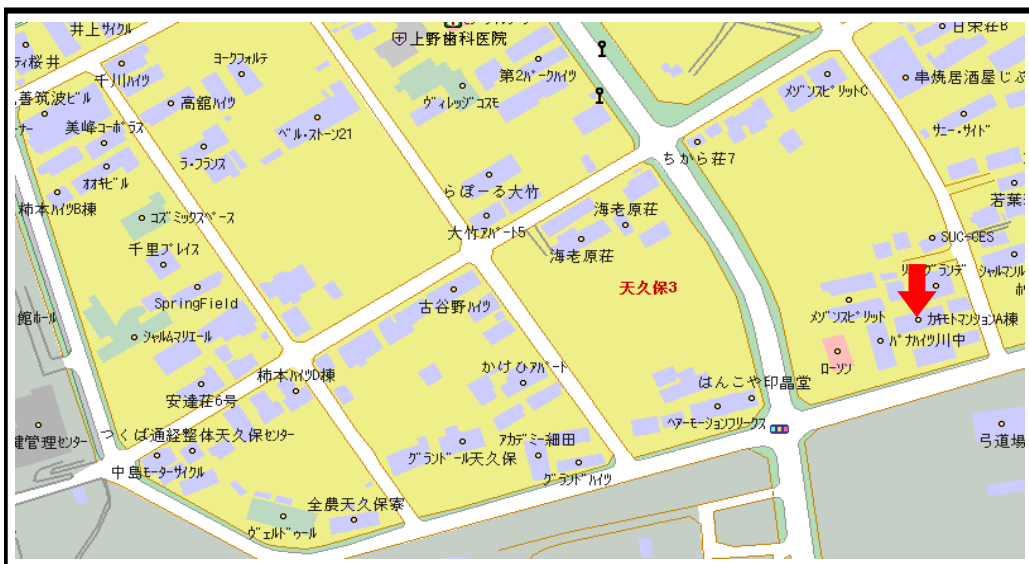 井上サイクル
上野歯科医院
日栄荘B
ティ桜井
千川ハイツ
ヨークフォルテ
第2パークハイツ
メゾンスピリットC
串焼居酒屋じぶ
善筑波ビル
高舘ハイツ
ヴィレッジコスモ
ナー
美峰コーポラス
ベル・ストーン21
サニー・サイド
ラ・フランス
ちから荘7
オオキビル
らぽーる大竹
若葉
柿本ハイツB棟
コズミックスペース
大竹アパート5
海老原荘
千里プレイス
海老原荘
SUC-CES
天久保3
SpringField
古谷野ハイツ
メゾンスピリット
カキモトマンションA棟
館ホール
シャルムマリエール
パナハイツ川中
かけひアパート
ローソン
柿本ハイツD棟
はんこや印晶堂
安達荘6号
ヘアーモーションフリークス
つくば通経整体天久保センター
アカデミー細田
健管理センター
グランドール天久保
弓道場
中島モーターサイクル
グランドハイツ
全農天久保寮
ヴェルドゥール